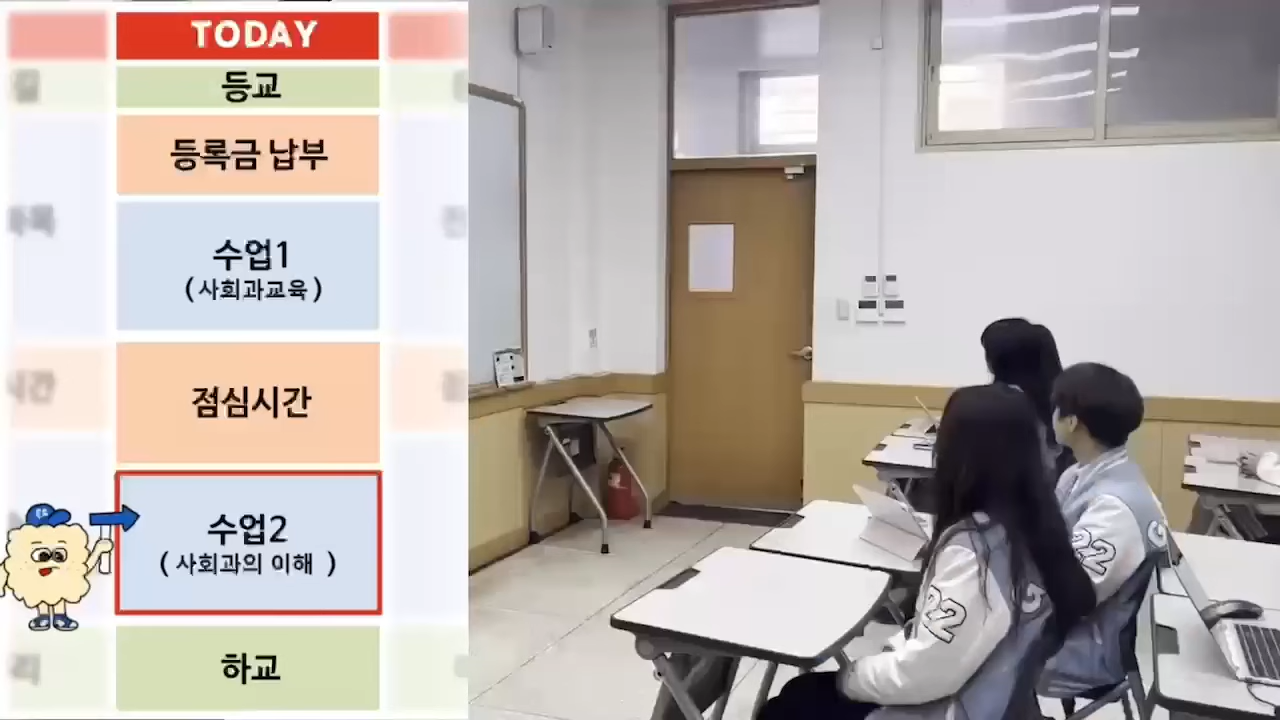 TODAY
등교
등록금 납부
수업1
( 사회과교육 )
점심시간
수업2
( 사회과의 이해 )
하교
22
22